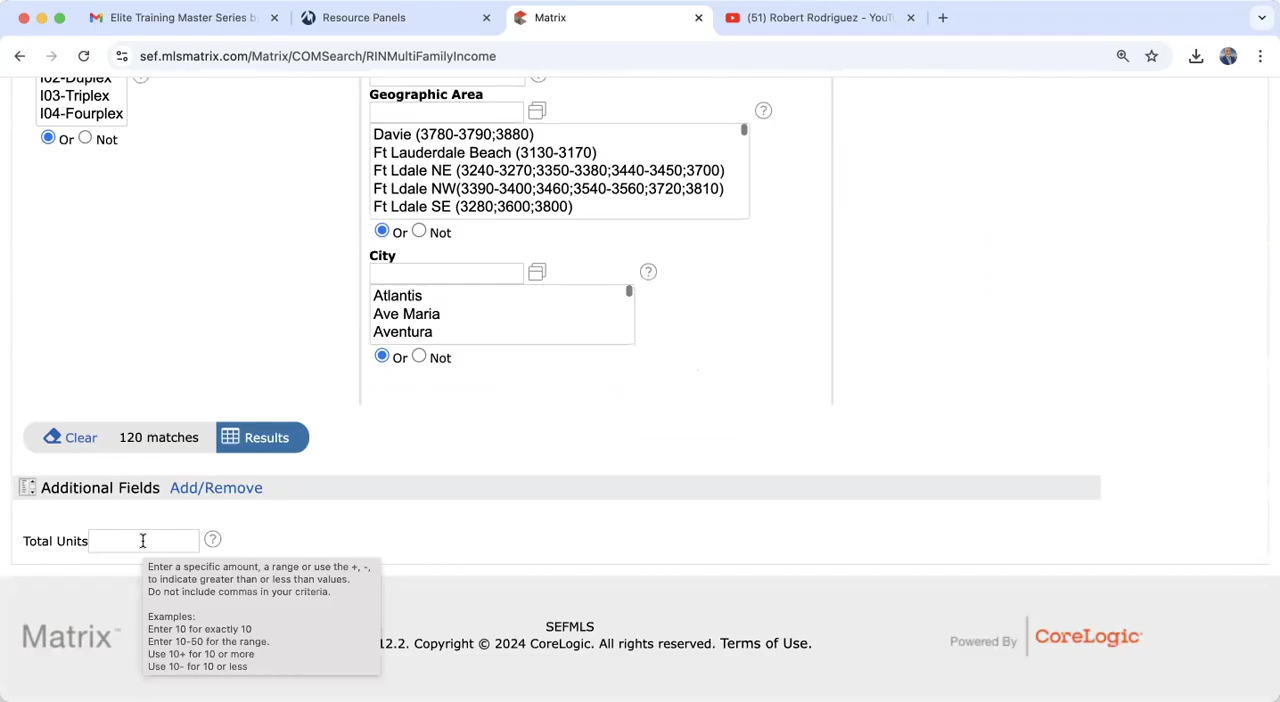 Elite Training Master Series by
Resource Panels
Matrix
(51) Robert Rodriguez - YouTu
sef.mlsmatrix.com/Matrix/COMSearch/RINMultiFamilyIncome
I02-Duplex
I03-Triplex
I04-Fourplex
Or Not
Geographic Area
Davie (3780-3790;3880)
Ft Lauderdale Beach (3130-3170)
Ft Ldale NE (3240-3270;3350-3380;3440-3450;3700)
Ft Ldale NW(3390-3400;3460;3540-3560;3720;3810)
Ft Ldale SE (3280;3600;3800)
Or Not
City
Atlantis
Ave Maria
Aventura
Or Not
Clear 120 matches Results
Additional Fields Add/Remove
Total Units
Enter a specific amount, a range or use the +, -,
to indicate greater than or less than values.
Do not include commas in your criteria.
Examples:
Enter 10 for exactly 10
Enter 10-50 for the range.
Use 10+ for 10 or more
Use 10- for 10 or less
Matrix™
SEFMLS
12.2. Copyright © 2024 CoreLogic. All rights reserved. Terms of Use.
Powered By CoreLogic